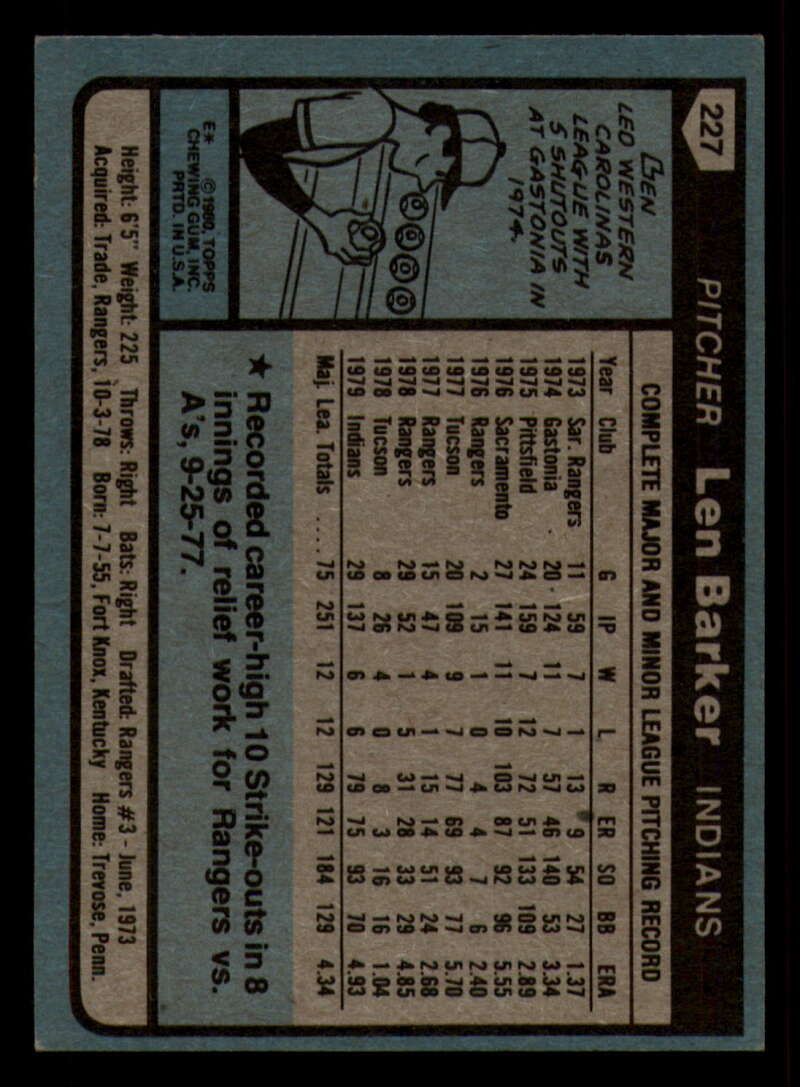 227
PITCHER Len Barker INDIANS
LEN
LED WESTERN
CAROLINAS
LEAGUE WITH
5 SHUTOUTS
AT GASTONIA IN
1974.
E* ©1980, TOPPS
CHEWING GUM, INC.
PRTD. IN U.S.A.
COMPLETE MAJOR AND MINOR LEAGUE PITCHING RECORD
Year Club G IP W L R ER SO BB ERA
1973 Sar. Rangers 11 59 7 1 13 9 54 27 1.37
1974 Gastonia 20 124 11 7 57 46 140 53 3.34
1975 Pittsfield 24 159 7 12 72 51 133 109 2.89
1976 Sacramento 27 141 11 10 103 87 92 96 5.55
1976 Rangers 2 15 1 0 4 4 7 6 2.40
1977 Tucson 20 109 9 7 77 69 93 77 5.70
1977 Rangers 15 47 4 1 15 14 51 24 2.68
1978 Rangers 29 52 1 5 31 28 33 29 4.85
1978 Tucson 8 26 4 0 8 3 16 16 1.04
1979 Indians 29 137 6 6 79 75 93 70 4.93
Maj. Lea. Totals .... 75 251 12 12 129 121 184 129 4.34
★ Recorded career-high 10 Strike-outs in 8
innings of relief work for Rangers vs.
A's, 9-25-77.
Height: 6'5" Weight: 225 Throws: Right Bats: Right Drafted: Rangers #3 - June, 1973
Acquired: Trade, Rangers, 10-3-78 Born: 7-7-55, Fort Knox, Kentucky Home: Trevose, Penn.